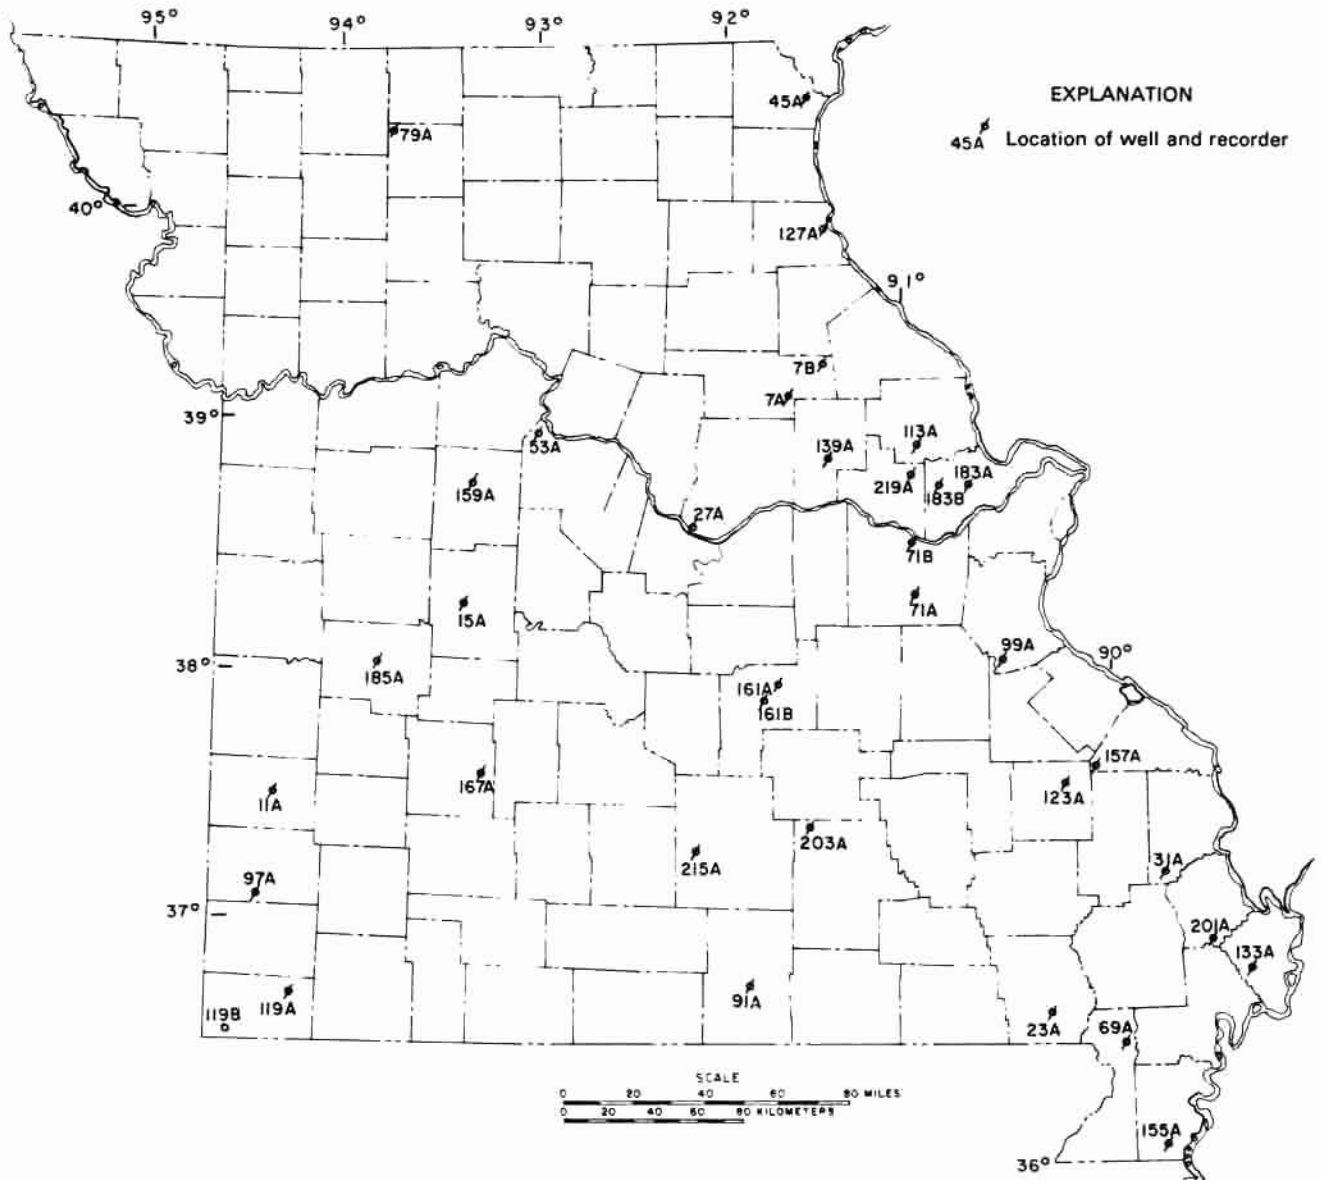 95°
94°
93°
92°
EXPLANATION
45A
79A
45A Location of well and recorder
40°
127A
91°
7B
7A
39°
53A
139A
113A
159A
219A
183A
183B
27A
71B
15A
71A
99A
38°
90°
185A
161A
161B
157A
167A
11A
123A
203A
215A
31A
97A
37°
201A
133A
119A
91A
119B
23A
69A
SCALE
0 20 40 60 80 MILES
0 20 40 60 80 KILOMETERS
155A
36°